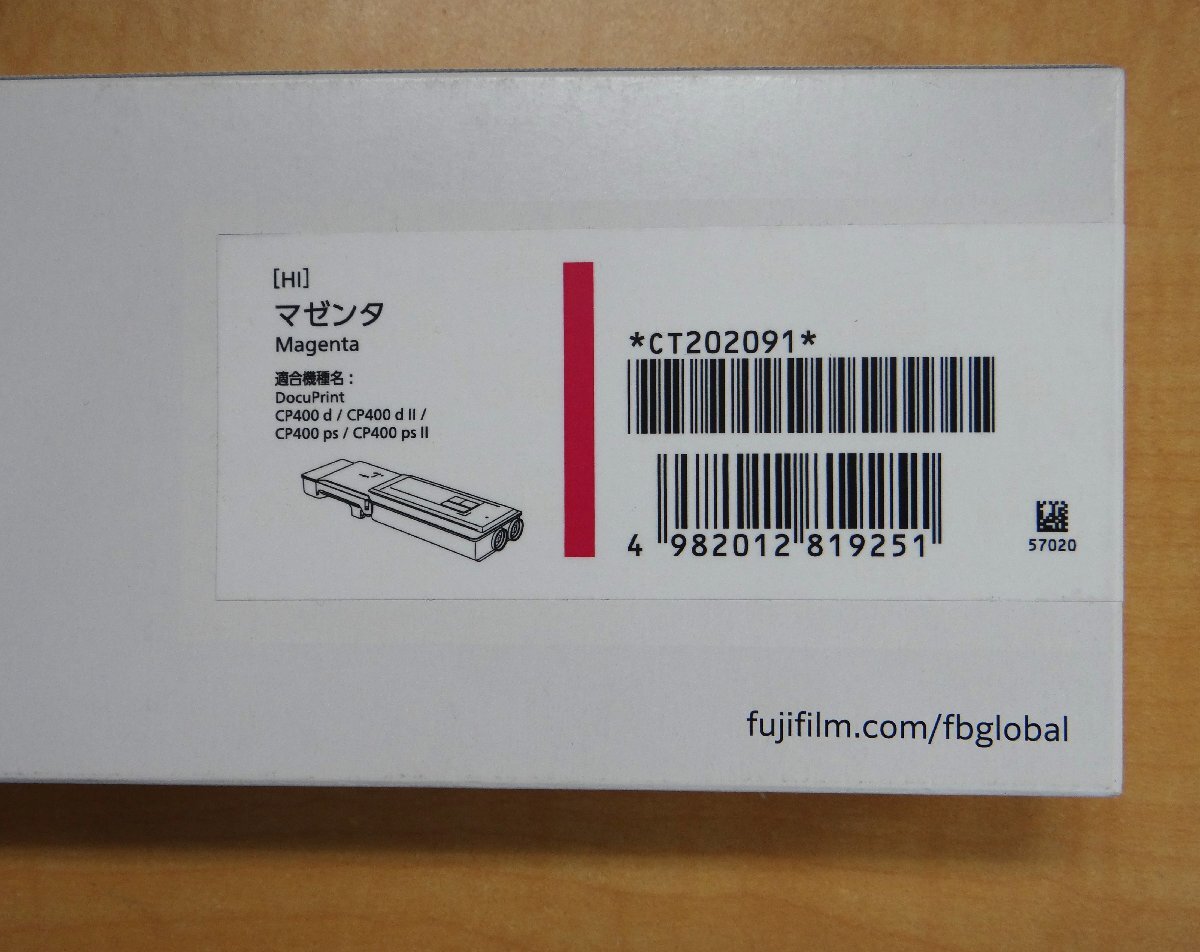 [HI]
マゼンタ
Magenta
適合機種名：
DocuPrint
CP400 d / CP400 d II /
CP400 ps / CP400 ps II
*CT202091*
4 982012 819251
57020
fujifilm.com/fbglobal